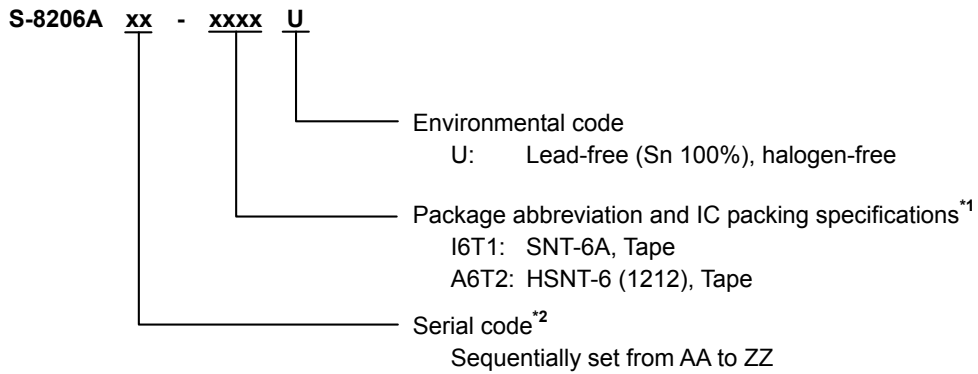 S-8206A xx - xxxx U
Environmental code
U: Lead-free (Sn 100%), halogen-free
Package abbreviation and IC packing specifications*1
I6T1: SNT-6A, Tape
A6T2: HSNT-6 (1212), Tape
Serial code*2
Sequentially set from AA to ZZ